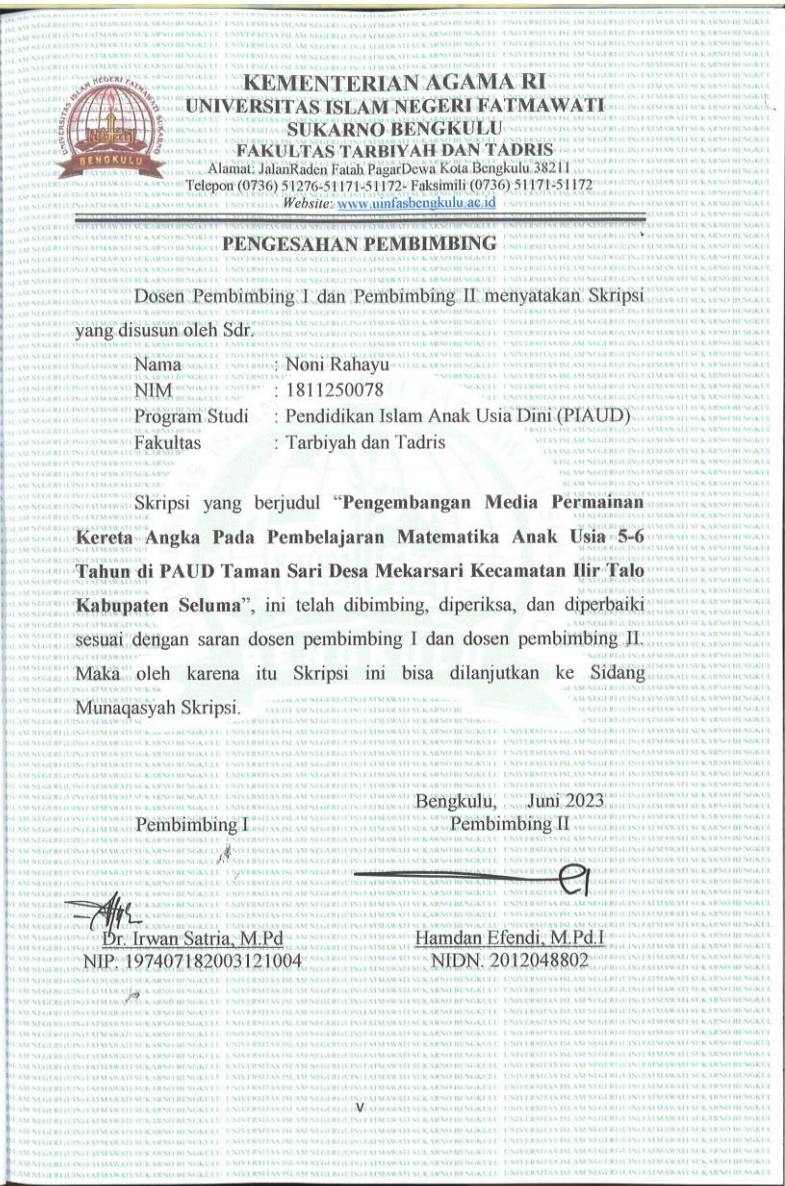 KEMENTERIAN AGAMA RI
UNIVERSITAS ISLAM NEGERI FATMAWATI
SUKARNO BENGKULU
FAKULTAS TARBIYAH DAN TADRIS
Alamat: JalanRaden Fatah PagarDewa Kota Bengkulu 38211
Telepon (0736) 51276-51171-51172- Faksimili (0736) 51171-51172
Website: www.uinfasbengkulu.ac.id
BENGKULU
PENGESAHAN PEMBIMBING
Dosen Pembimbing I dan Pembimbing II menyatakan Skripsi
yang disusun oleh Sdr.
Nama : Noni Rahayu
NIM : 1811250078
Program Studi : Pendidikan Islam Anak Usia Dini (PIAUD)
Fakultas : Tarbiyah dan Tadris
Skripsi yang berjudul “Pengembangan Media Permainan
Kereta Angka Pada Pembelajaran Matematika Anak Usia 5-6
Tahun di PAUD Taman Sari Desa Mekarsari Kecamatan Ilir Talo
Kabupaten Seluma”, ini telah dibimbing, diperiksa, dan diperbaiki
sesuai dengan saran dosen pembimbing I dan dosen pembimbing II.
Maka oleh karena itu Skripsi ini bisa dilanjutkan ke Sidang
Munaqasyah Skripsi.
Bengkulu, Juni 2023
Pembimbing I Pembimbing II
Dr. Irwan Satria, M.Pd Hamdan Efendi, M.Pd.I
NIP. 197407182003121004 NIDN. 2012048802
v